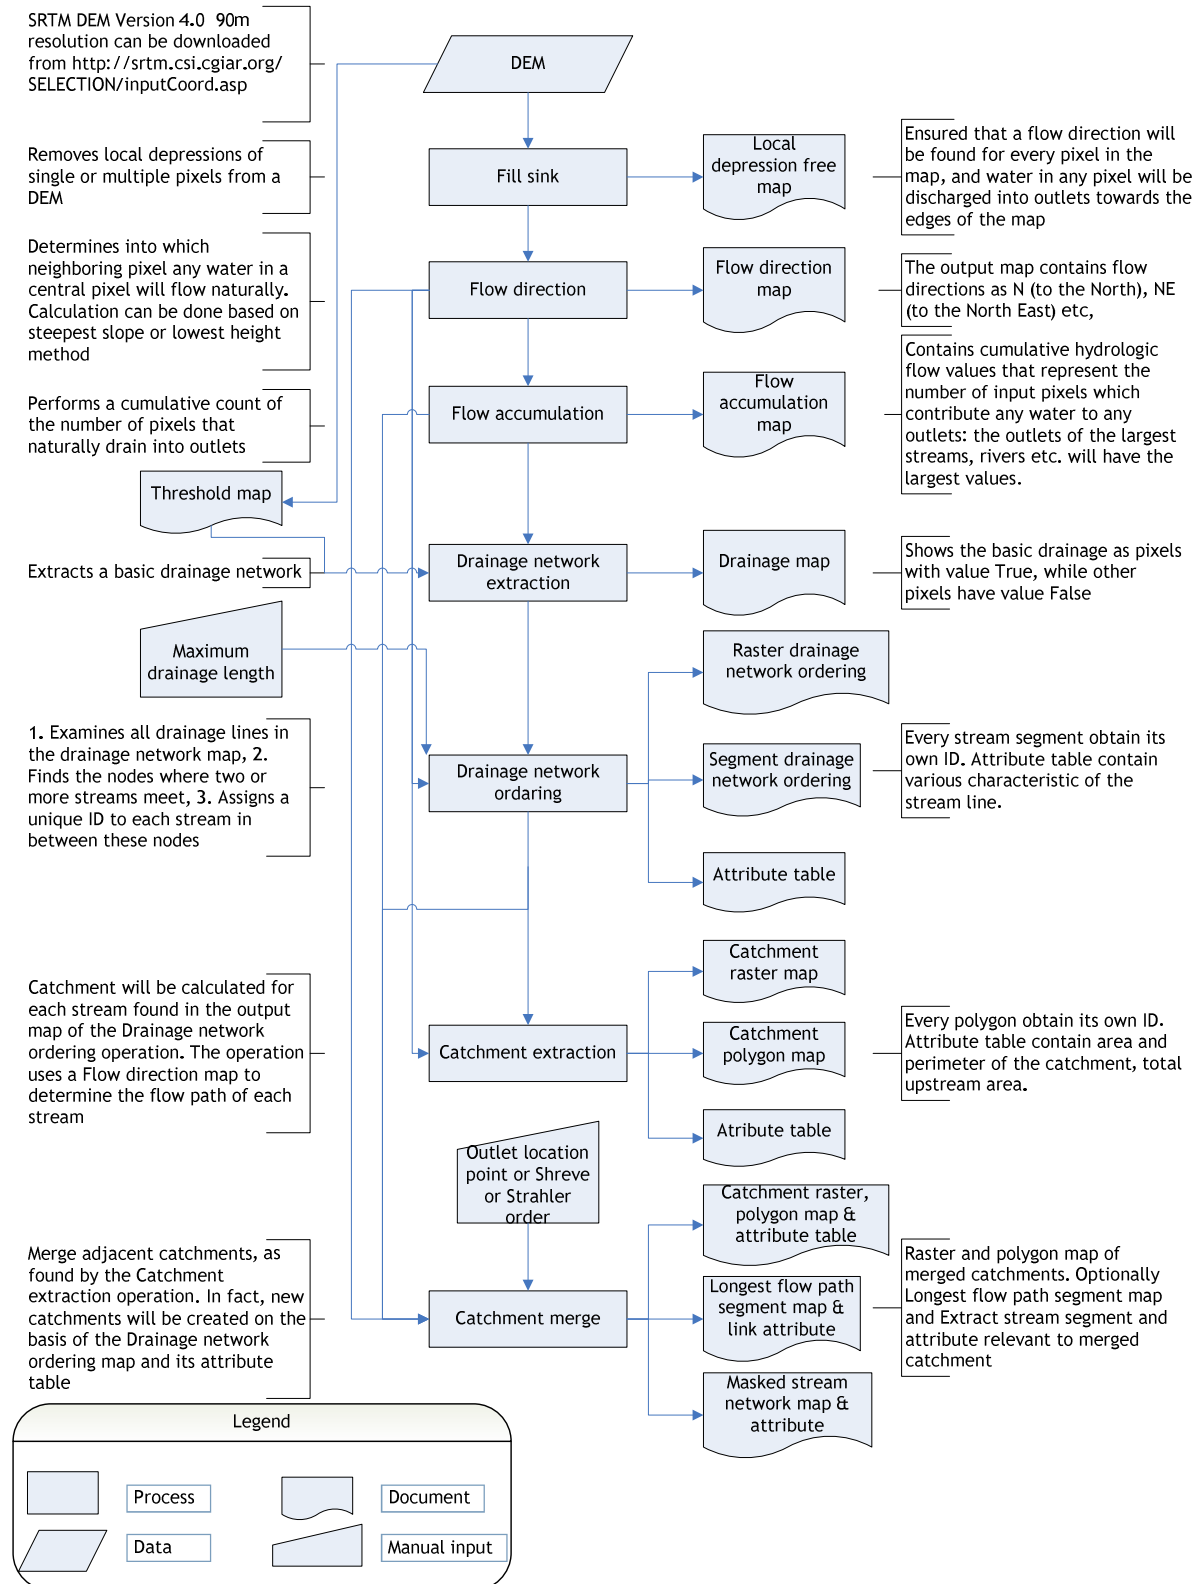 SRTM DEM Version 4.0 90m
resolution can be downloaded
from http://srtm.csi.cgiar.org/
SELECTION/inputCoord.asp
DEM
Removes local depressions of
single or multiple pixels from a
DEM
Fill sink
Local
depression free
map
Ensured that a flow direction will
be found for every pixel in the
map, and water in any pixel will be
discharged into outlets towards the
edges of the map
Determines into which
neighboring pixel any water in a
central pixel will flow naturally.
Calculation can be done based on
steepest slope or lowest height
method
Flow direction
Flow direction
map
The output map contains flow
directions as N (to the North), NE
(to the North East) etc,
Performs a cumulative count of
the number of pixels that
naturally drain into outlets
Flow accumulation
Flow
accumulation
map
Contains cumulative hydrologic
flow values that represent the
number of input pixels which
contribute any water to any
outlets: the outlets of the largest
streams, rivers etc. will have the
largest values.
Threshold map
Extracts a basic drainage network
Drainage network
extraction
Drainage map
Shows the basic drainage as pixels
with value True, while other
pixels have value False
Maximum
drainage length
Raster drainage
network ordering
1. Examines all drainage lines in
the drainage network map, 2.
Finds the nodes where two or
more streams meet, 3. Assigns a
unique ID to each stream in
between these nodes
Drainage network
ordaring
Segment drainage
network ordering
Every stream segment obtain its
own ID. Attribute table contain
various characteristic of the
stream line.
Attribute table
Catchment
raster map
Catchment will be calculated for
each stream found in the output
map of the Drainage network
ordering operation. The operation
uses a Flow direction map to
determine the flow path of each
stream
Catchment extraction
Catchment
polygon map
Every polygon obtain its own ID.
Attribute table contain area and
perimeter of the catchment, total
upstream area.
Atribute table
Outlet location
point or Shreve
or Strahler
order
Catchment raster,
polygon map &
attribute table
Merge adjacent catchments, as
found by the Catchment
extraction operation. In fact, new
catchments will be created on the
basis of the Drainage network
ordering map and its attribute
table
Catchment merge
Longest flow path
segment map &
link attribute
Raster and polygon map of
merged catchments. Optionally
Longest flow path segment map
and Extract stream segment and
attribute relevant to merged
catchment
Masked stream
network map &
attribute
Legend
Process
Document
Data
Manual input